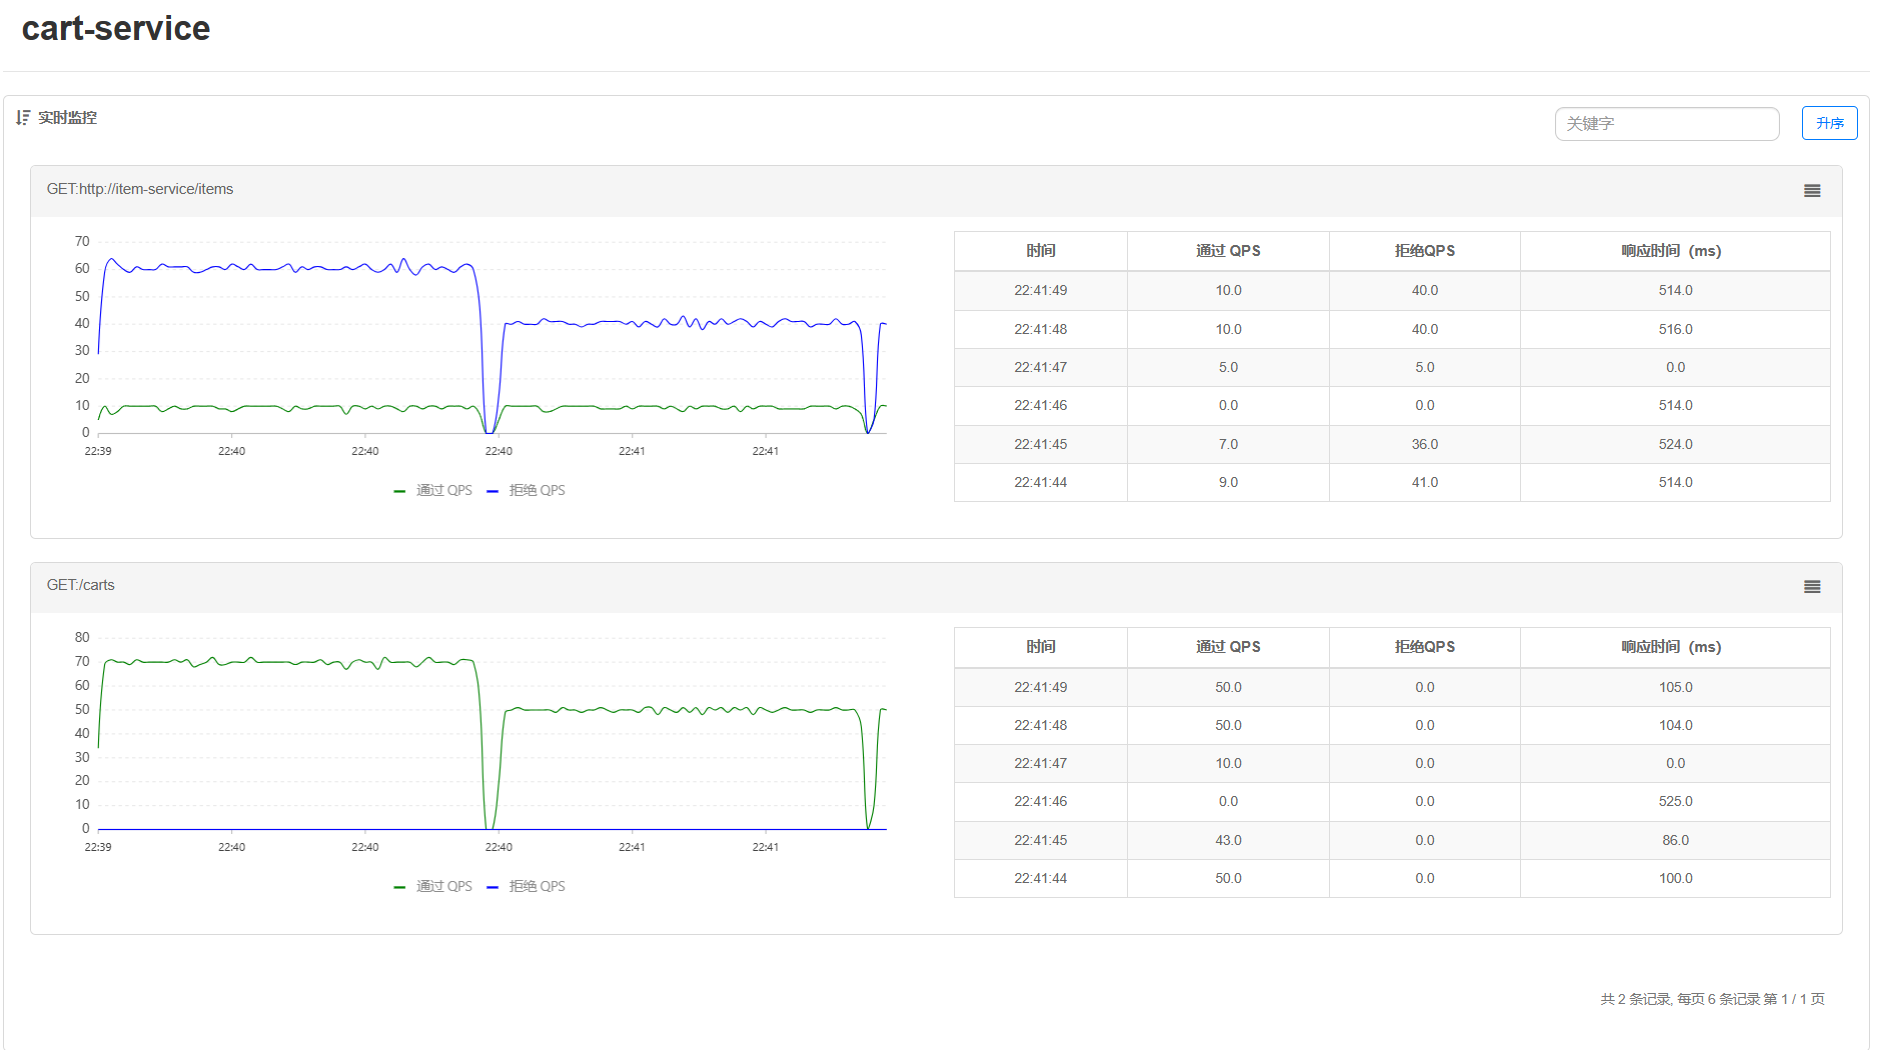 cart-service
实时监控
关键字
升序
GET:http://item-service/items
70
60
50
40
30
20
10
0
22:39 22:40 22:40 22:40 22:41 22:41
通过 QPS 拒绝 QPS
时间 通过 QPS 拒绝QPS 响应时间 (ms)
22:41:49 10.0 40.0 514.0
22:41:48 10.0 40.0 516.0
22:41:47 5.0 5.0 0.0
22:41:46 0.0 0.0 514.0
22:41:45 7.0 36.0 524.0
22:41:44 9.0 41.0 514.0
GET:/carts
80
70
60
50
40
30
20
10
0
22:39 22:40 22:40 22:40 22:41 22:41
通过 QPS 拒绝 QPS
时间 通过 QPS 拒绝QPS 响应时间 (ms)
22:41:49 50.0 0.0 105.0
22:41:48 50.0 0.0 104.0
22:41:47 10.0 0.0 0.0
22:41:46 0.0 0.0 525.0
22:41:45 43.0 0.0 86.0
22:41:44 50.0 0.0 100.0
共 2 条记录, 每页 6 条记录 第 1 / 1 页